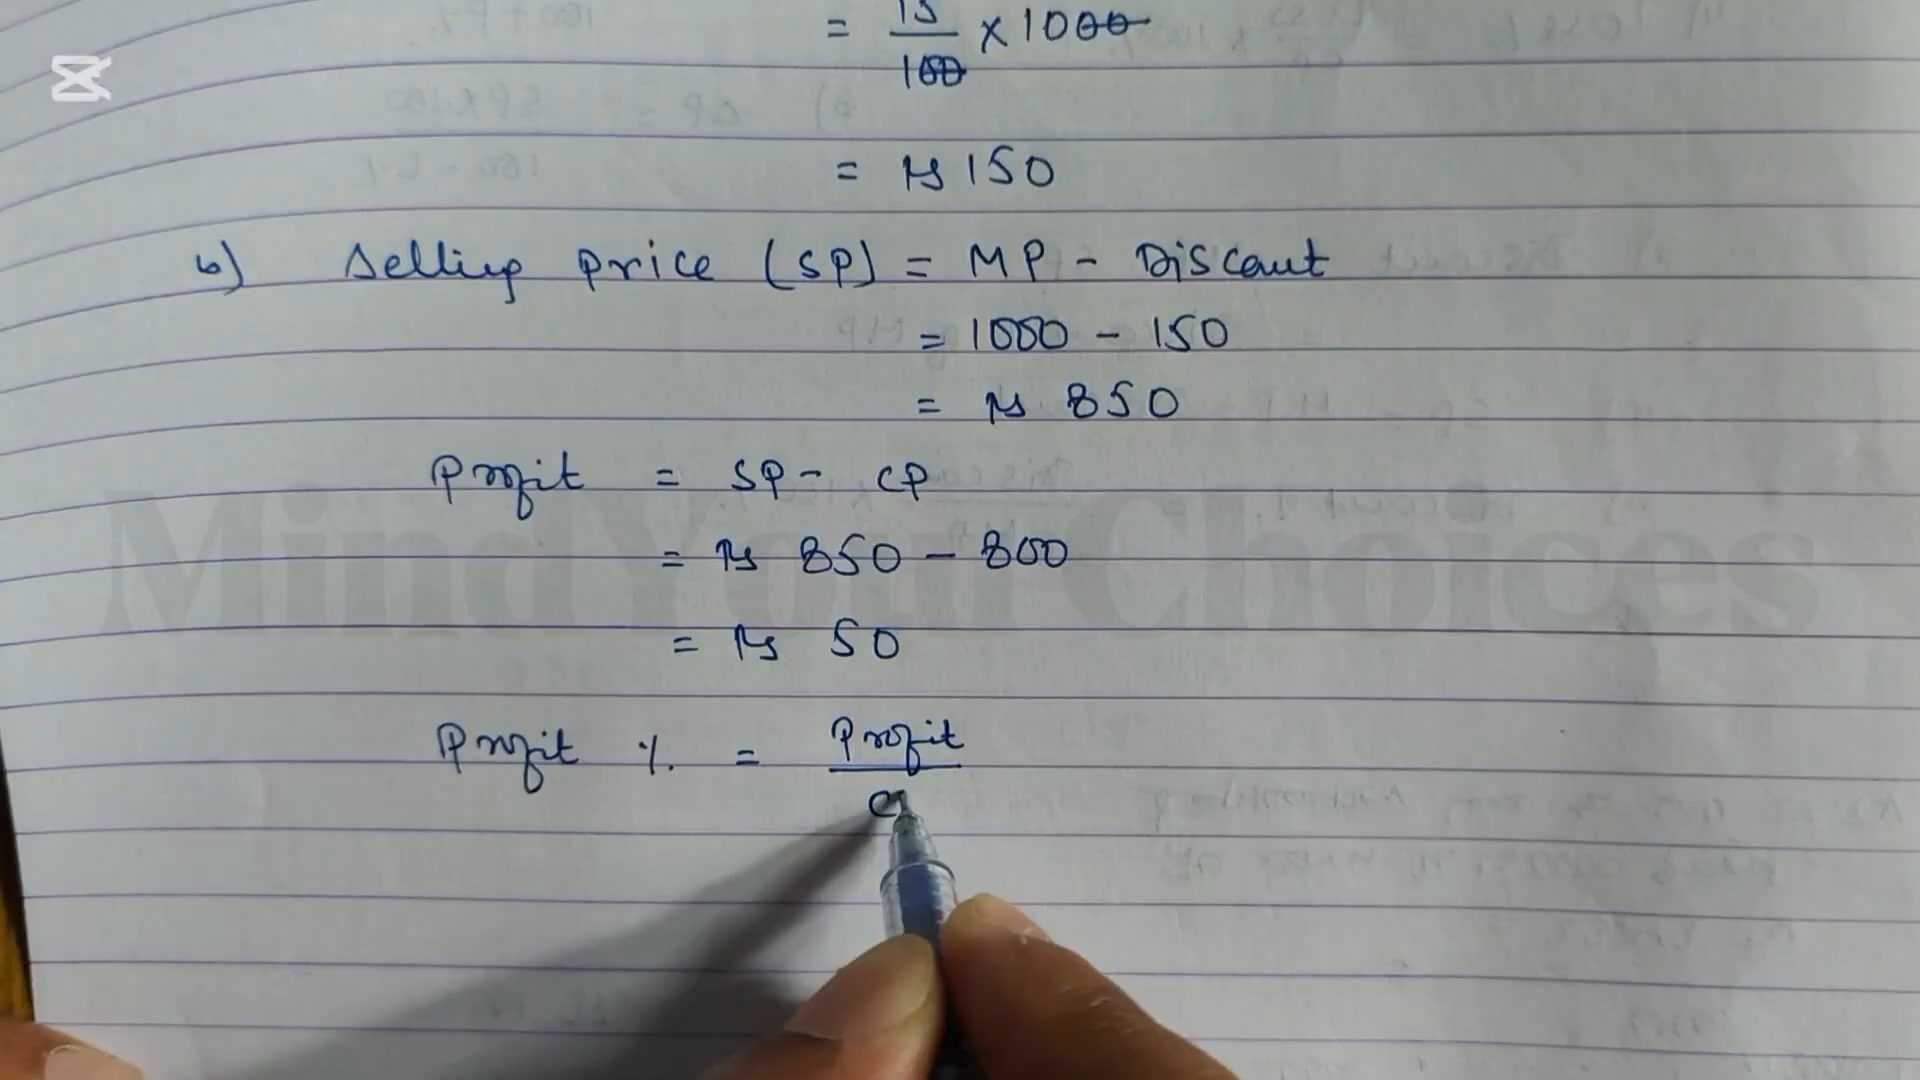 = 15/100 × 1000
= Rs 150
b) Selling price (SP) = MP - Discount
= 1000 - 150
= Rs 850
Profit = SP - CP
= Rs 850 - 800
= Rs 50
Profit % = Profit/C
MindYourChoices